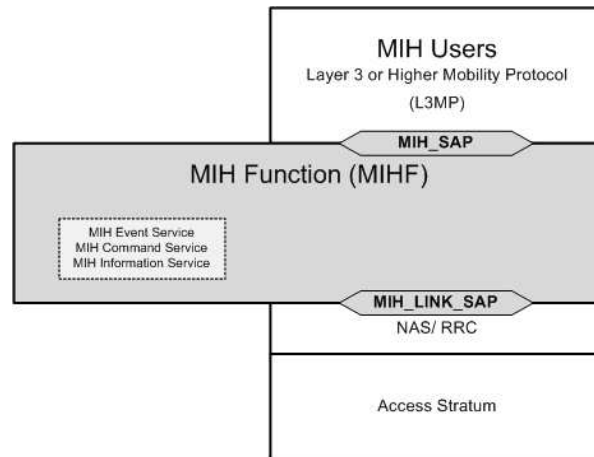 MIH Users
Layer 3 or Higher Mobility Protocol
(L3MP)
MIH_SAP
MIH Function (MIHF)
MIH Event Service
MIH Command Service
MIH Information Service
MIH_LINK_SAP
NAS/ RRC
Access Stratum